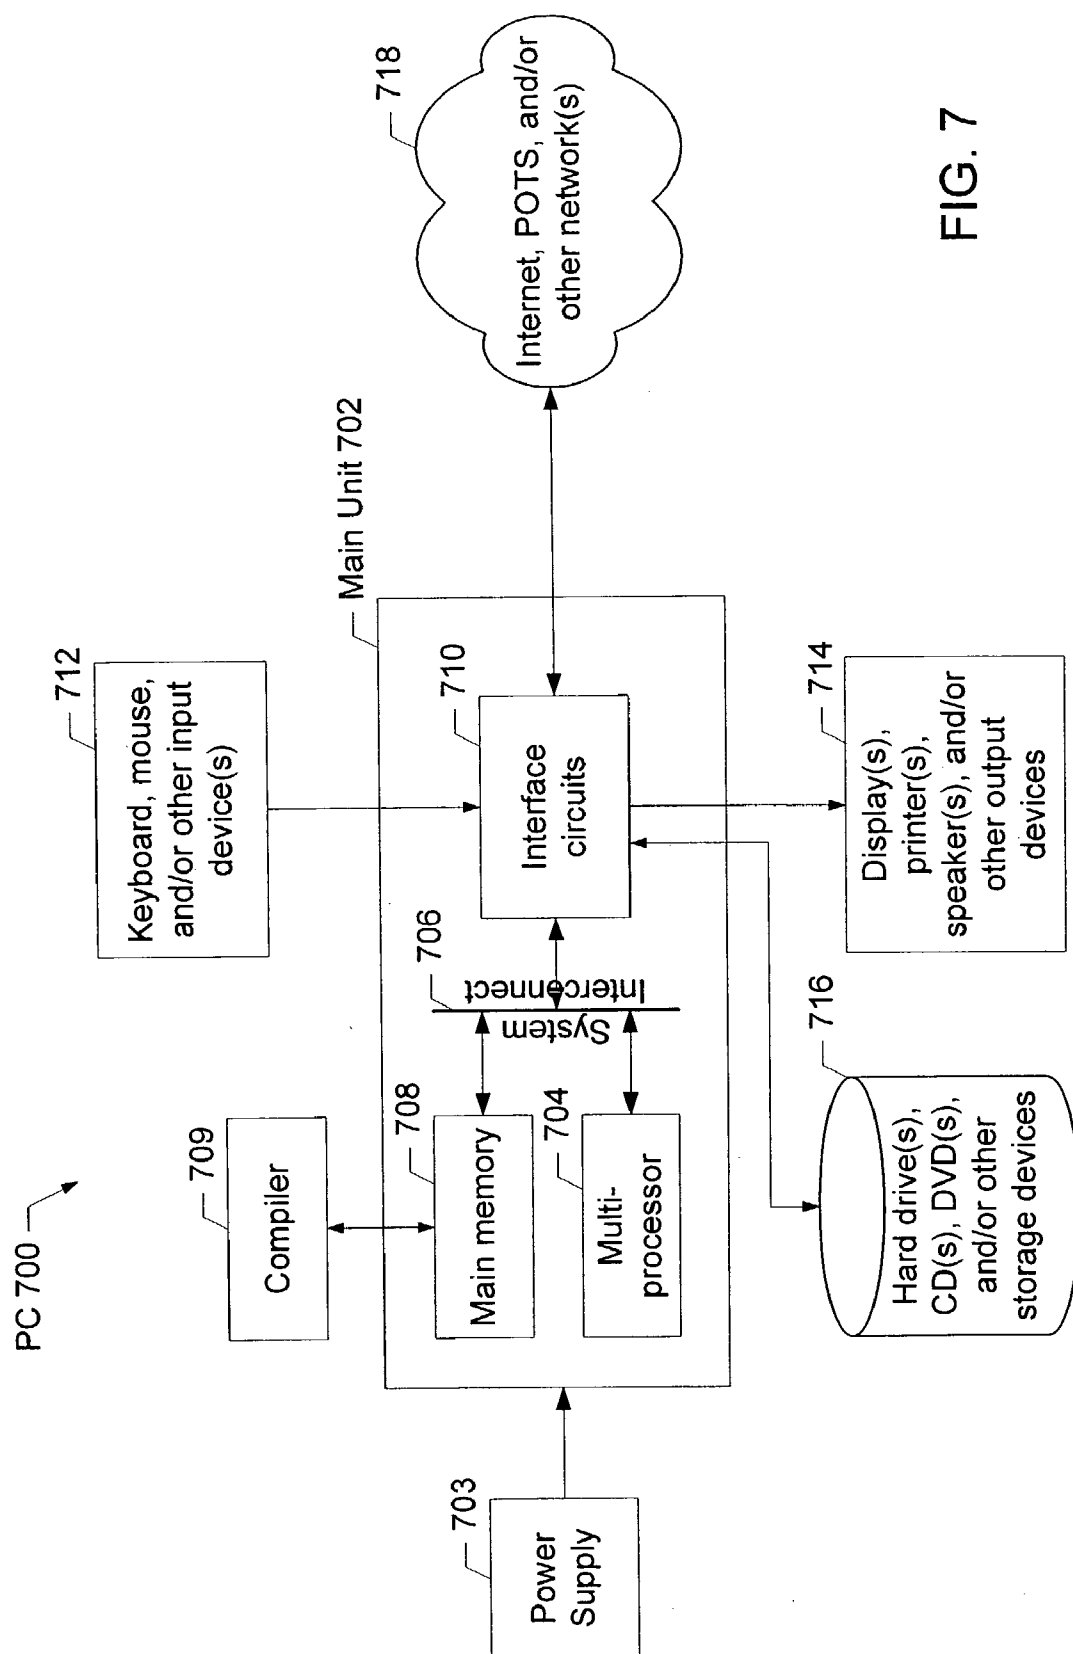 PC 700
Compiler
709
Keyboard, mouse,
and/or other input
device(s)
712
Main Unit 702
Power
Supply
703
Main memory
708
Multi-
processor
704
System
Interconnect
706
Interface
circuits
710
Internet, POTS, and/or
other network(s)
718
Hard drive(s),
CD(s), DVD(s),
and/or other
storage devices
716
Display(s),
printer(s),
speaker(s), and/or
other output
devices
714
FIG. 7